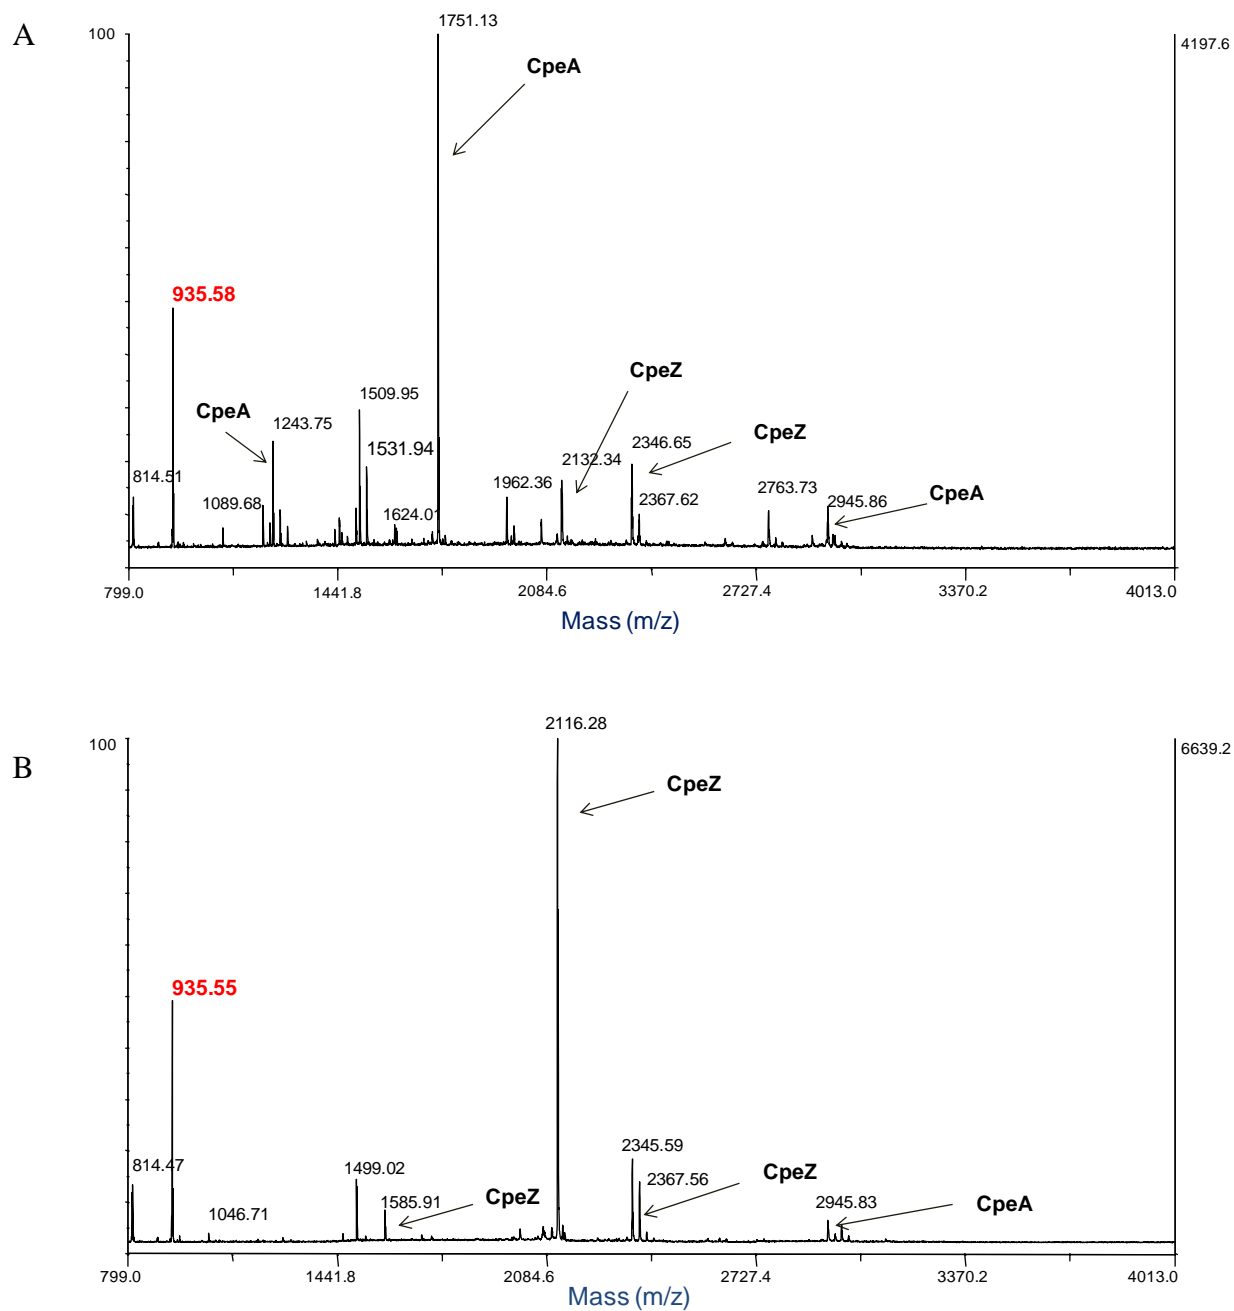 A
100
1751.13
4197.6
CpeA
935.58
CpeZ
1509.95
CpeA
1243.75
CpeZ
2346.65
1531.94
2132.34
814.51
CpeA
2367.62
2763.73
2945.86
1089.68
1962.36
1624.01
799.0 1441.8 2084.6 2727.4 3370.2 4013.0
Mass (m/z)
2116.28
100
6639.2
B
CpeZ
935.55
2345.59
814.47
1499.02
CpeZ
2367.56
1585.91
CpeZ
2945.83
CpeA
1046.71
799.0 1441.8 2084.6 2727.4 3370.2 4013.0
Mass (m/z)